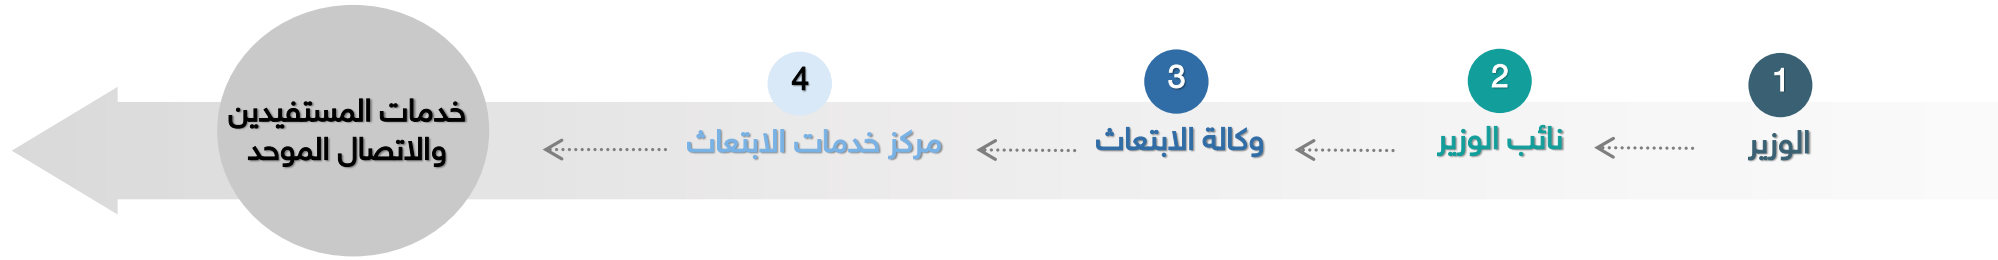 1
الوزير
2
نائب الوزير
3
وكالة الابتعاث
4
مركز خدمات الابتعاث
خدمات المستفيدين
والاتصال الموحد